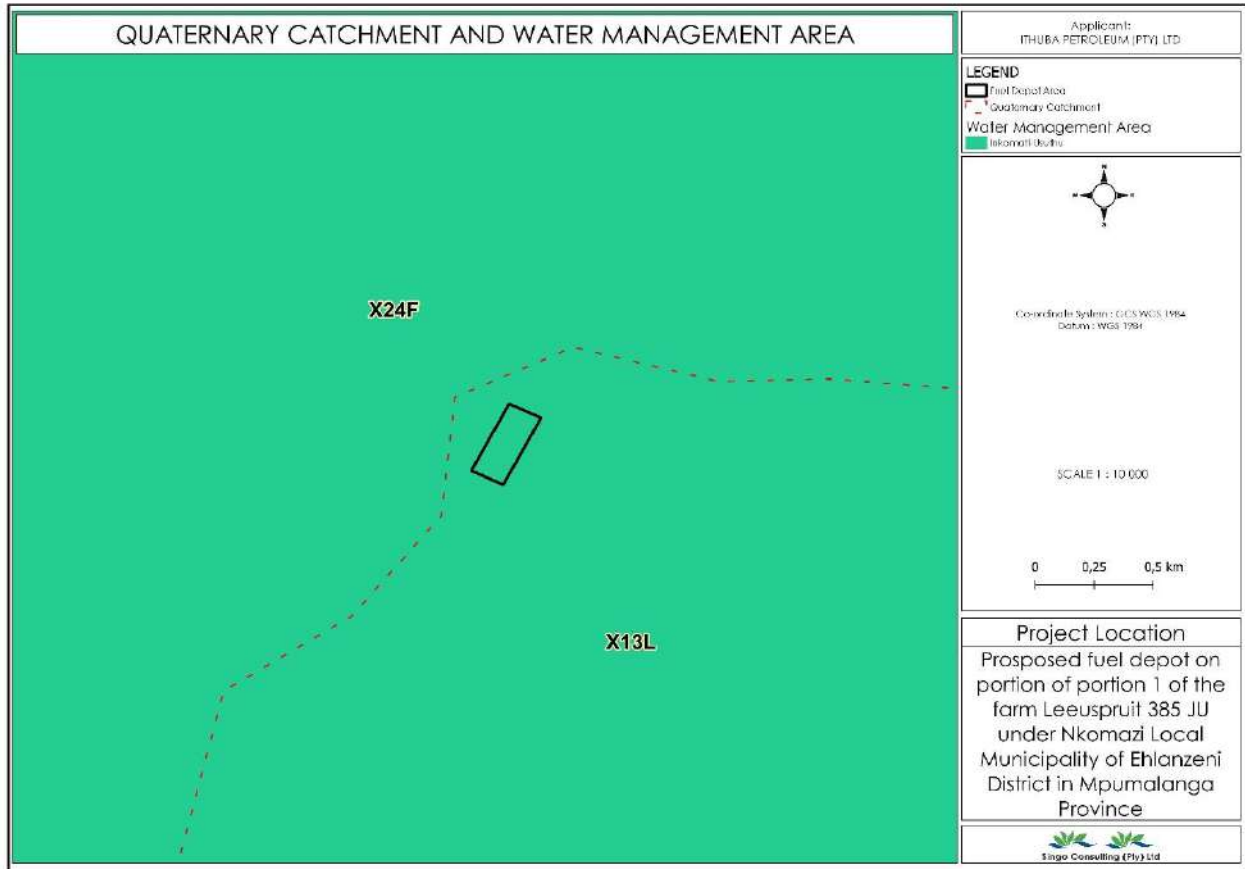 QUATERNARY CATCHMENT AND WATER MANAGEMENT AREA
X24F
X13L
Applicant:
ITHUBA PETROLEUM (PTY) LTD
LEGEND
Fuel Depot Area
Quaternary Catchment
Water Management Area
Inkomati-Usuthu
N
S
Co-ordinate System : GCS WGS 1984
Datum : WGS 1984
SCALE 1 : 10 000
0 0,25 0,5 km
Project Location
Prosposed fuel depot on
portion of portion 1 of the
farm Leeuspruit 385 JU
under Nkomazi Local
Municipality of Ehlanzeni
District in Mpumalanga
Province
Singo Consulting (Pty) Ltd